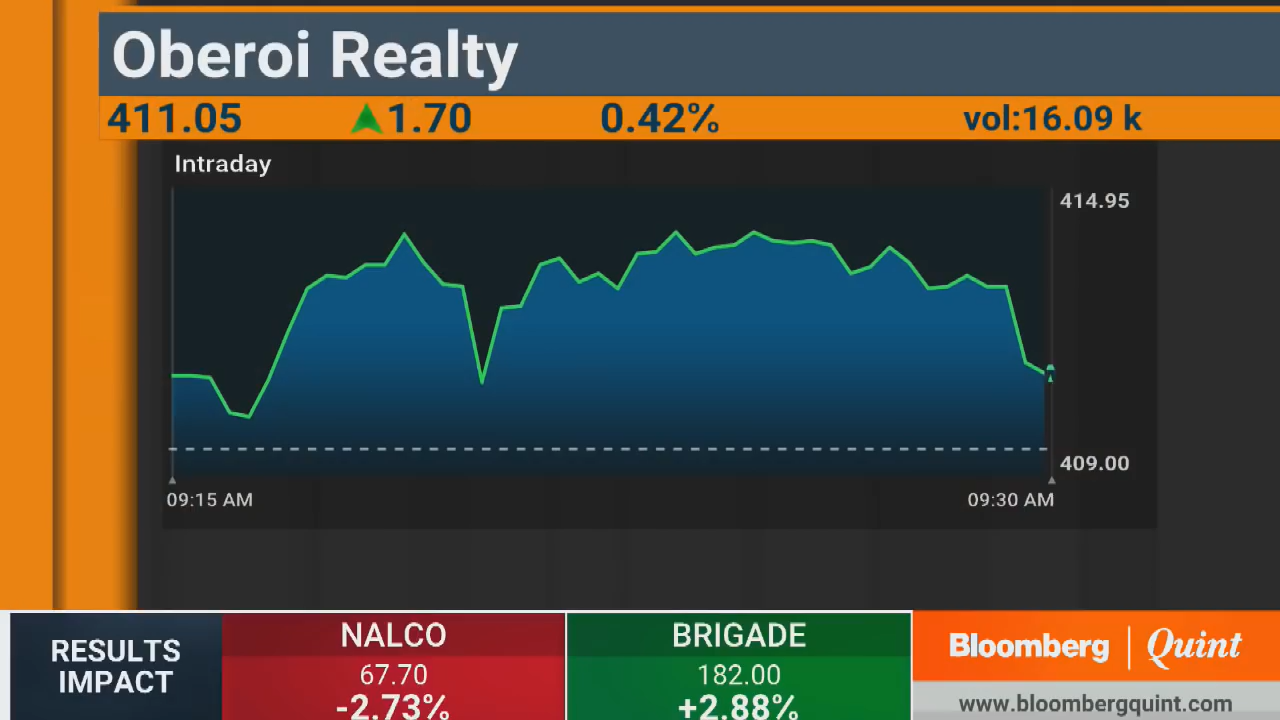 Oberoi Realty
411.05 1.70 0.42% vol:16.09 k
Intraday
414.95
409.00
09:15 AM 09:30 AM
RESULTS IMPACT
NALCO
67.70
-2.73%
BRIGADE
182.00
+2.88%
Bloomberg | Quint
www.bloombergquint.com